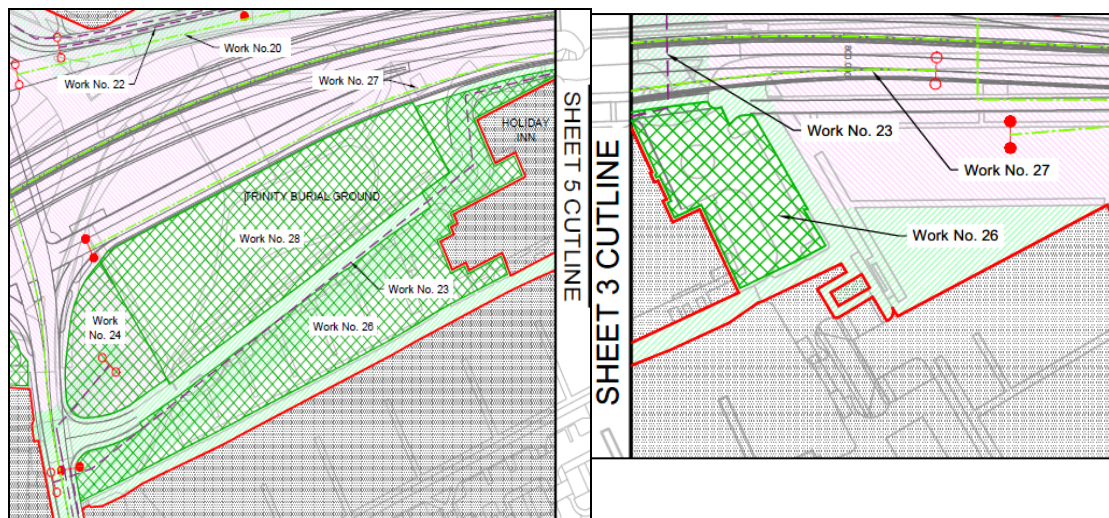 Work No.20
Work No. 22
Work No. 27
HOLIDAY
INN
TRINITY BURIAL GROUND
Work No. 28
Work No. 23
Work
No. 24
Work No. 26
SHEET 5 CUTLINE
SHEET 3 CUTLINE
Work No. 23
Work No. 27
Work No. 26